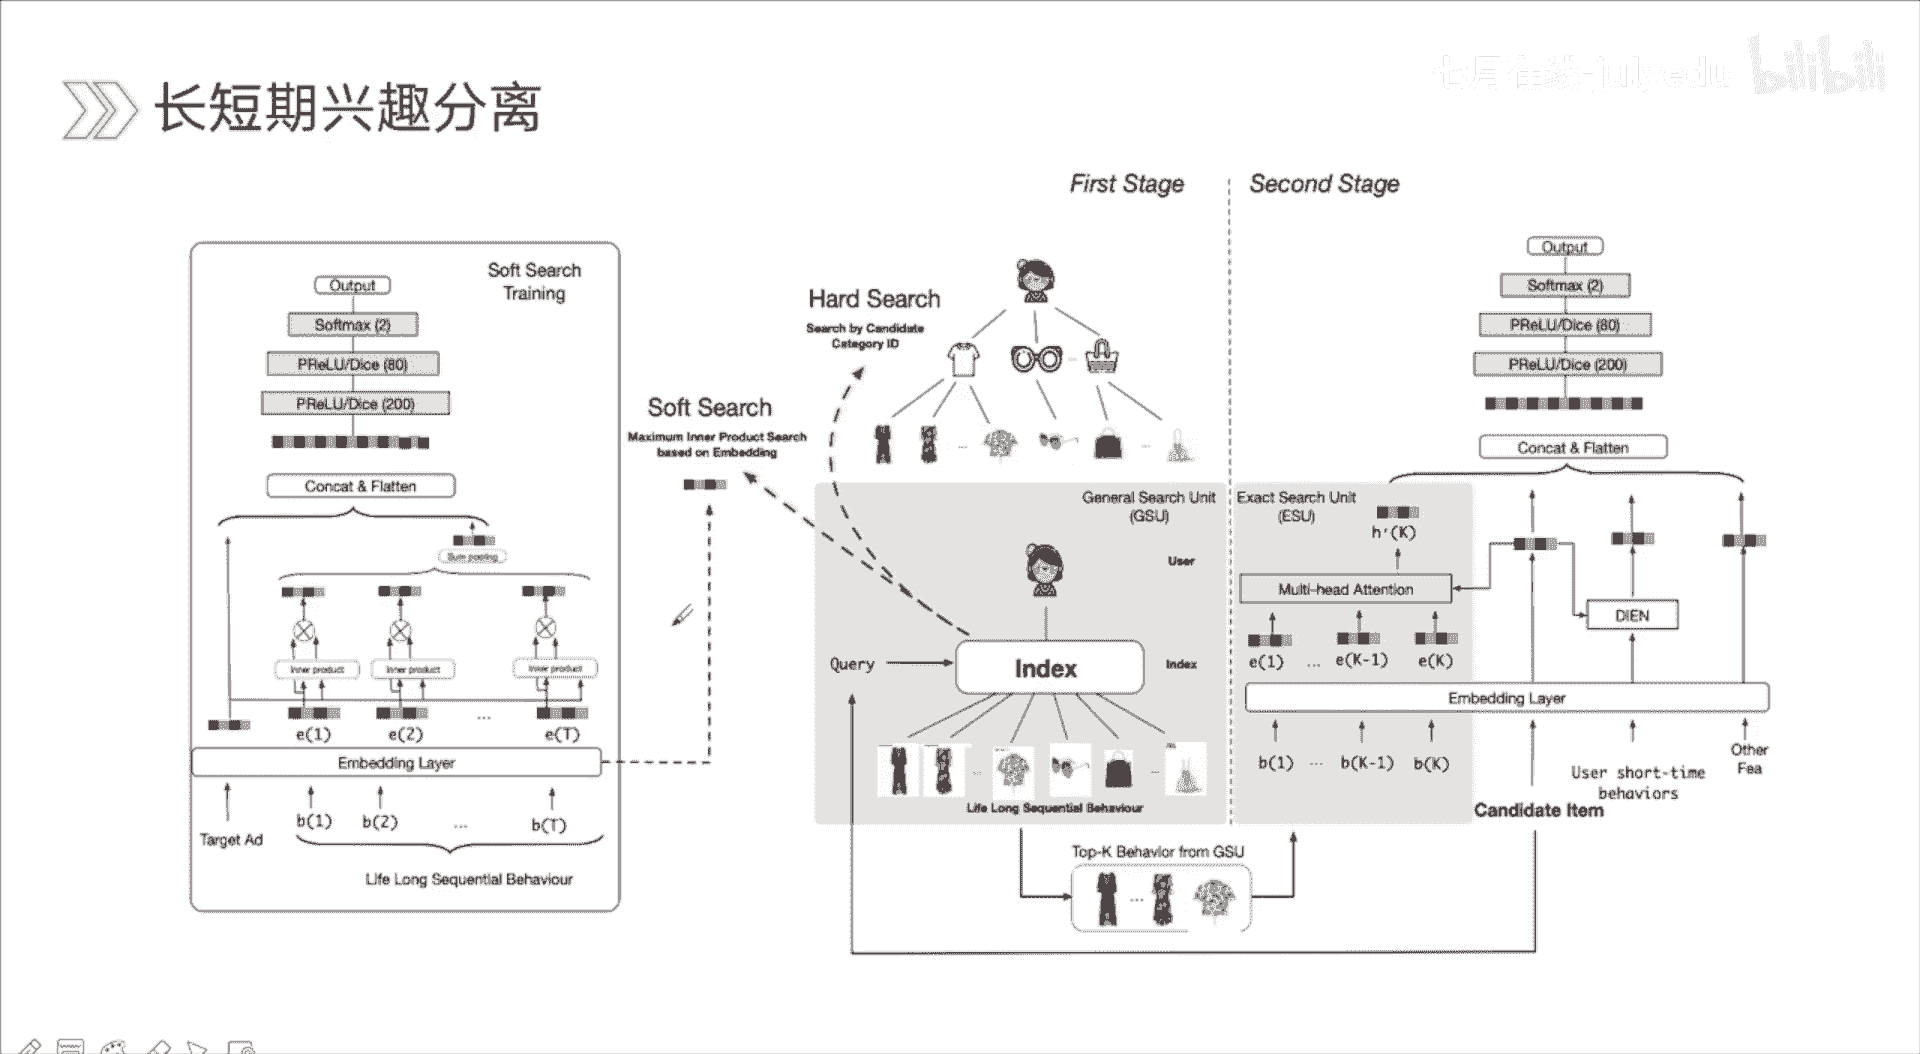 七月在线-julyedu bilibili
长短期兴趣分离
Soft Search
Training
Output
Softmax (2)
PReLU/Dice (80)
PReLU/Dice (200)
Concat & Flatten
Sum pooling
Inner product
Inner product
Inner product
e(1)
e(2)
...
e(T)
Embedding Layer
Target Ad
b(1)
b(2)
...
b(T)
Life Long Sequential Behaviour
Soft Search
Maximum Inner Product Search
based on Embedding
First Stage
Hard Search
Search by Candidate
Category ID
...
...
...
General Search Unit
(GSU)
User
Query
Index
Index
...
...
Life Long Sequential Behaviour
Top-K Behavior from GSU
...
Second Stage
Output
Softmax (2)
PReLU/Dice (80)
PReLU/Dice (200)
Concat & Flatten
Exact Search Unit
(ESU)
h'(K)
Multi-head Attention
DIEN
e(1)
...
e(K-1)
e(K)
Embedding Layer
b(1)
...
b(K-1)
b(K)
Candidate Item
User short-time
behaviors
Other
Fea